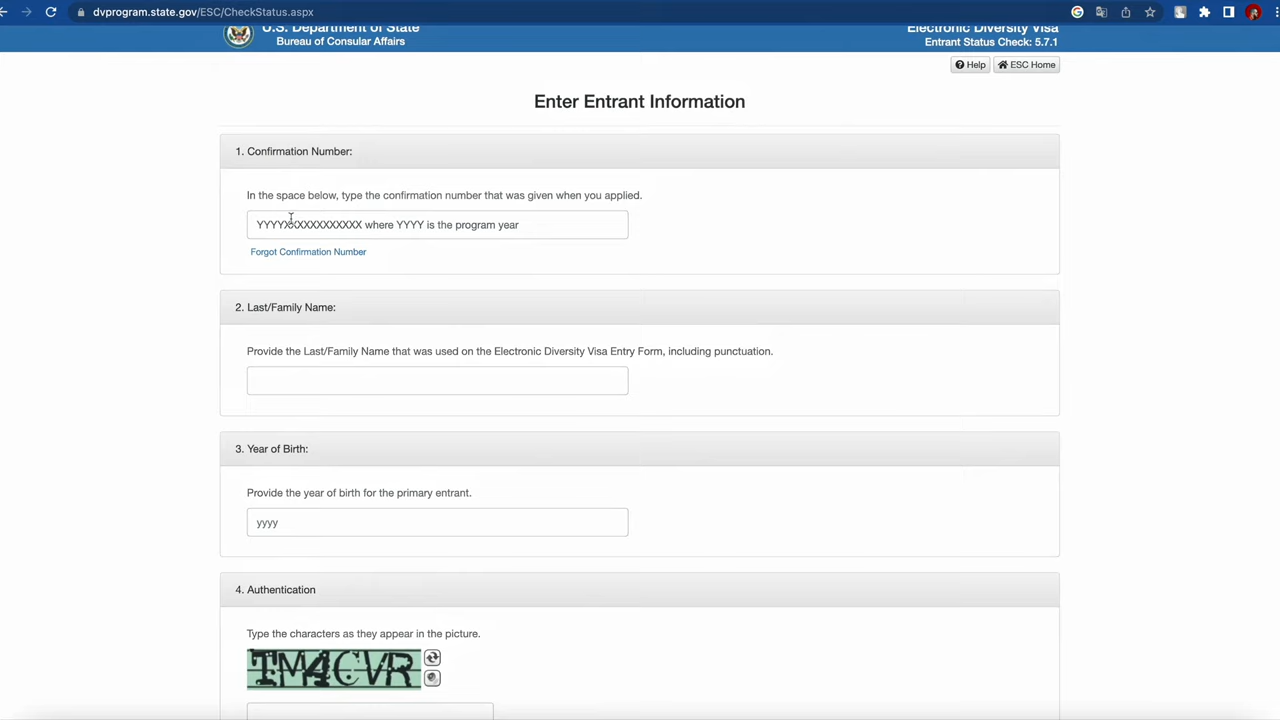 dvprogram.state.gov/ESC/CheckStatus.aspx
U.S. Department of State
Bureau of Consular Affairs
Electronic Diversity Visa
Entrant Status Check: 5.7.1
Help
ESC Home
Enter Entrant Information
1. Confirmation Number:
In the space below, type the confirmation number that was given when you applied.
YYYYXXXXXXXXXXXX where YYYY is the program year
Forgot Confirmation Number
2. Last/Family Name:
Provide the Last/Family Name that was used on the Electronic Diversity Visa Entry Form, including punctuation.
3. Year of Birth:
Provide the year of birth for the primary entrant.
yyyy
4. Authentication
Type the characters as they appear in the picture.
TM4CVR